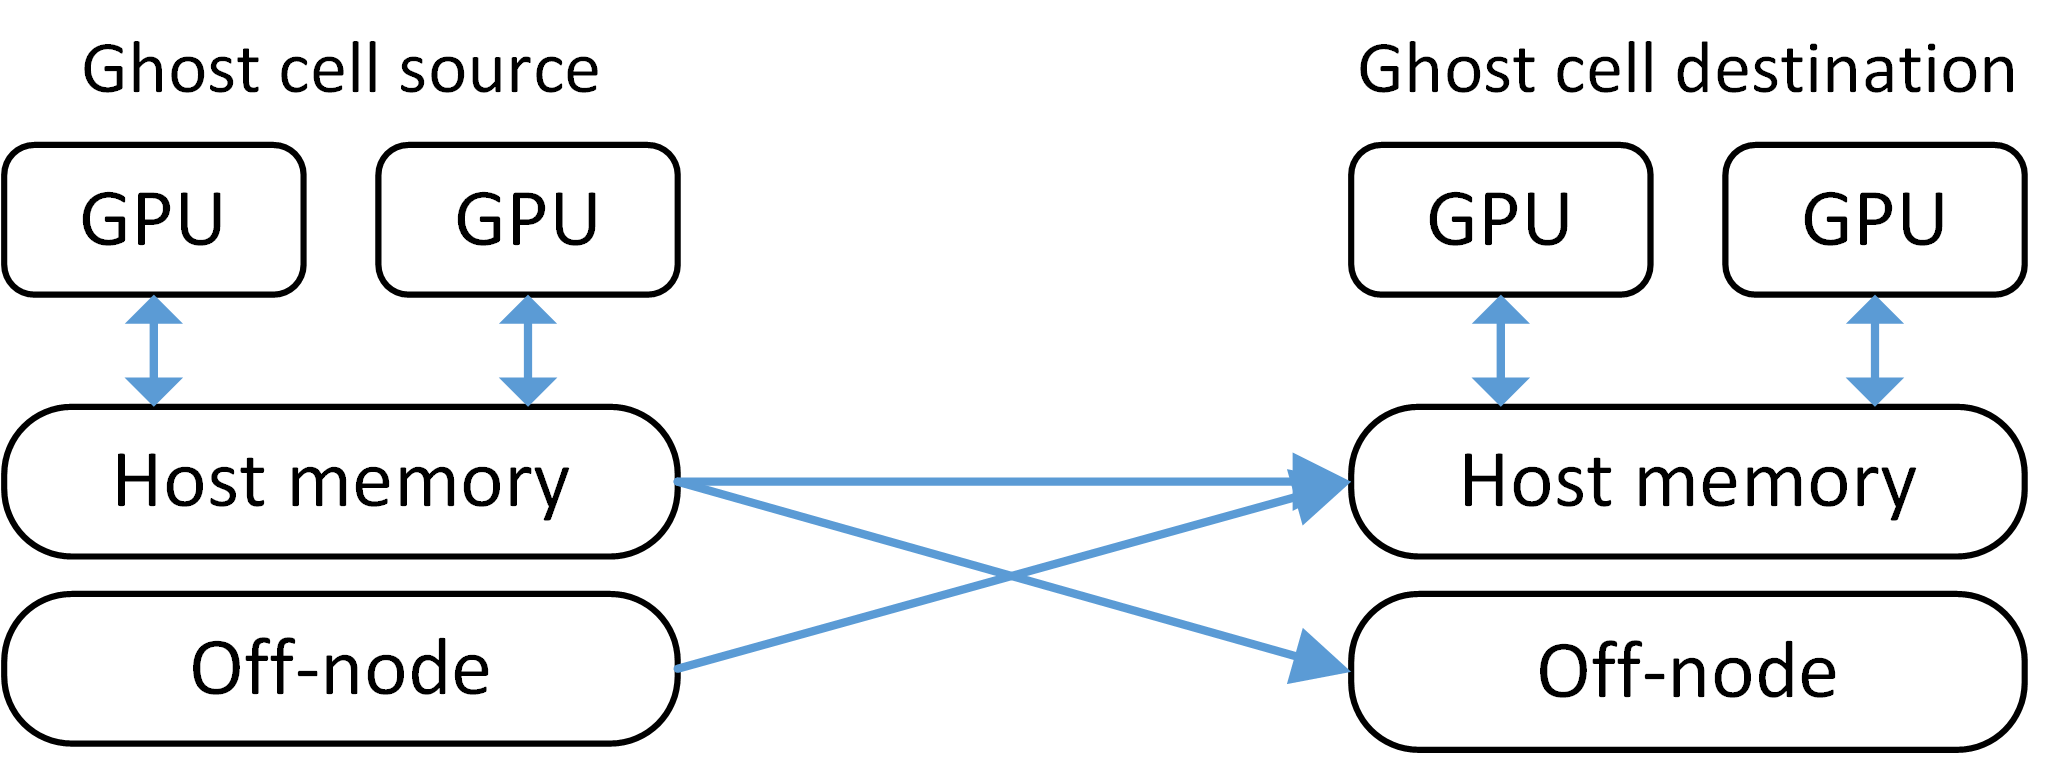 Ghost cell source
Ghost cell destination
GPU
GPU
GPU
GPU
Host memory
Host memory
Off-node
Off-node